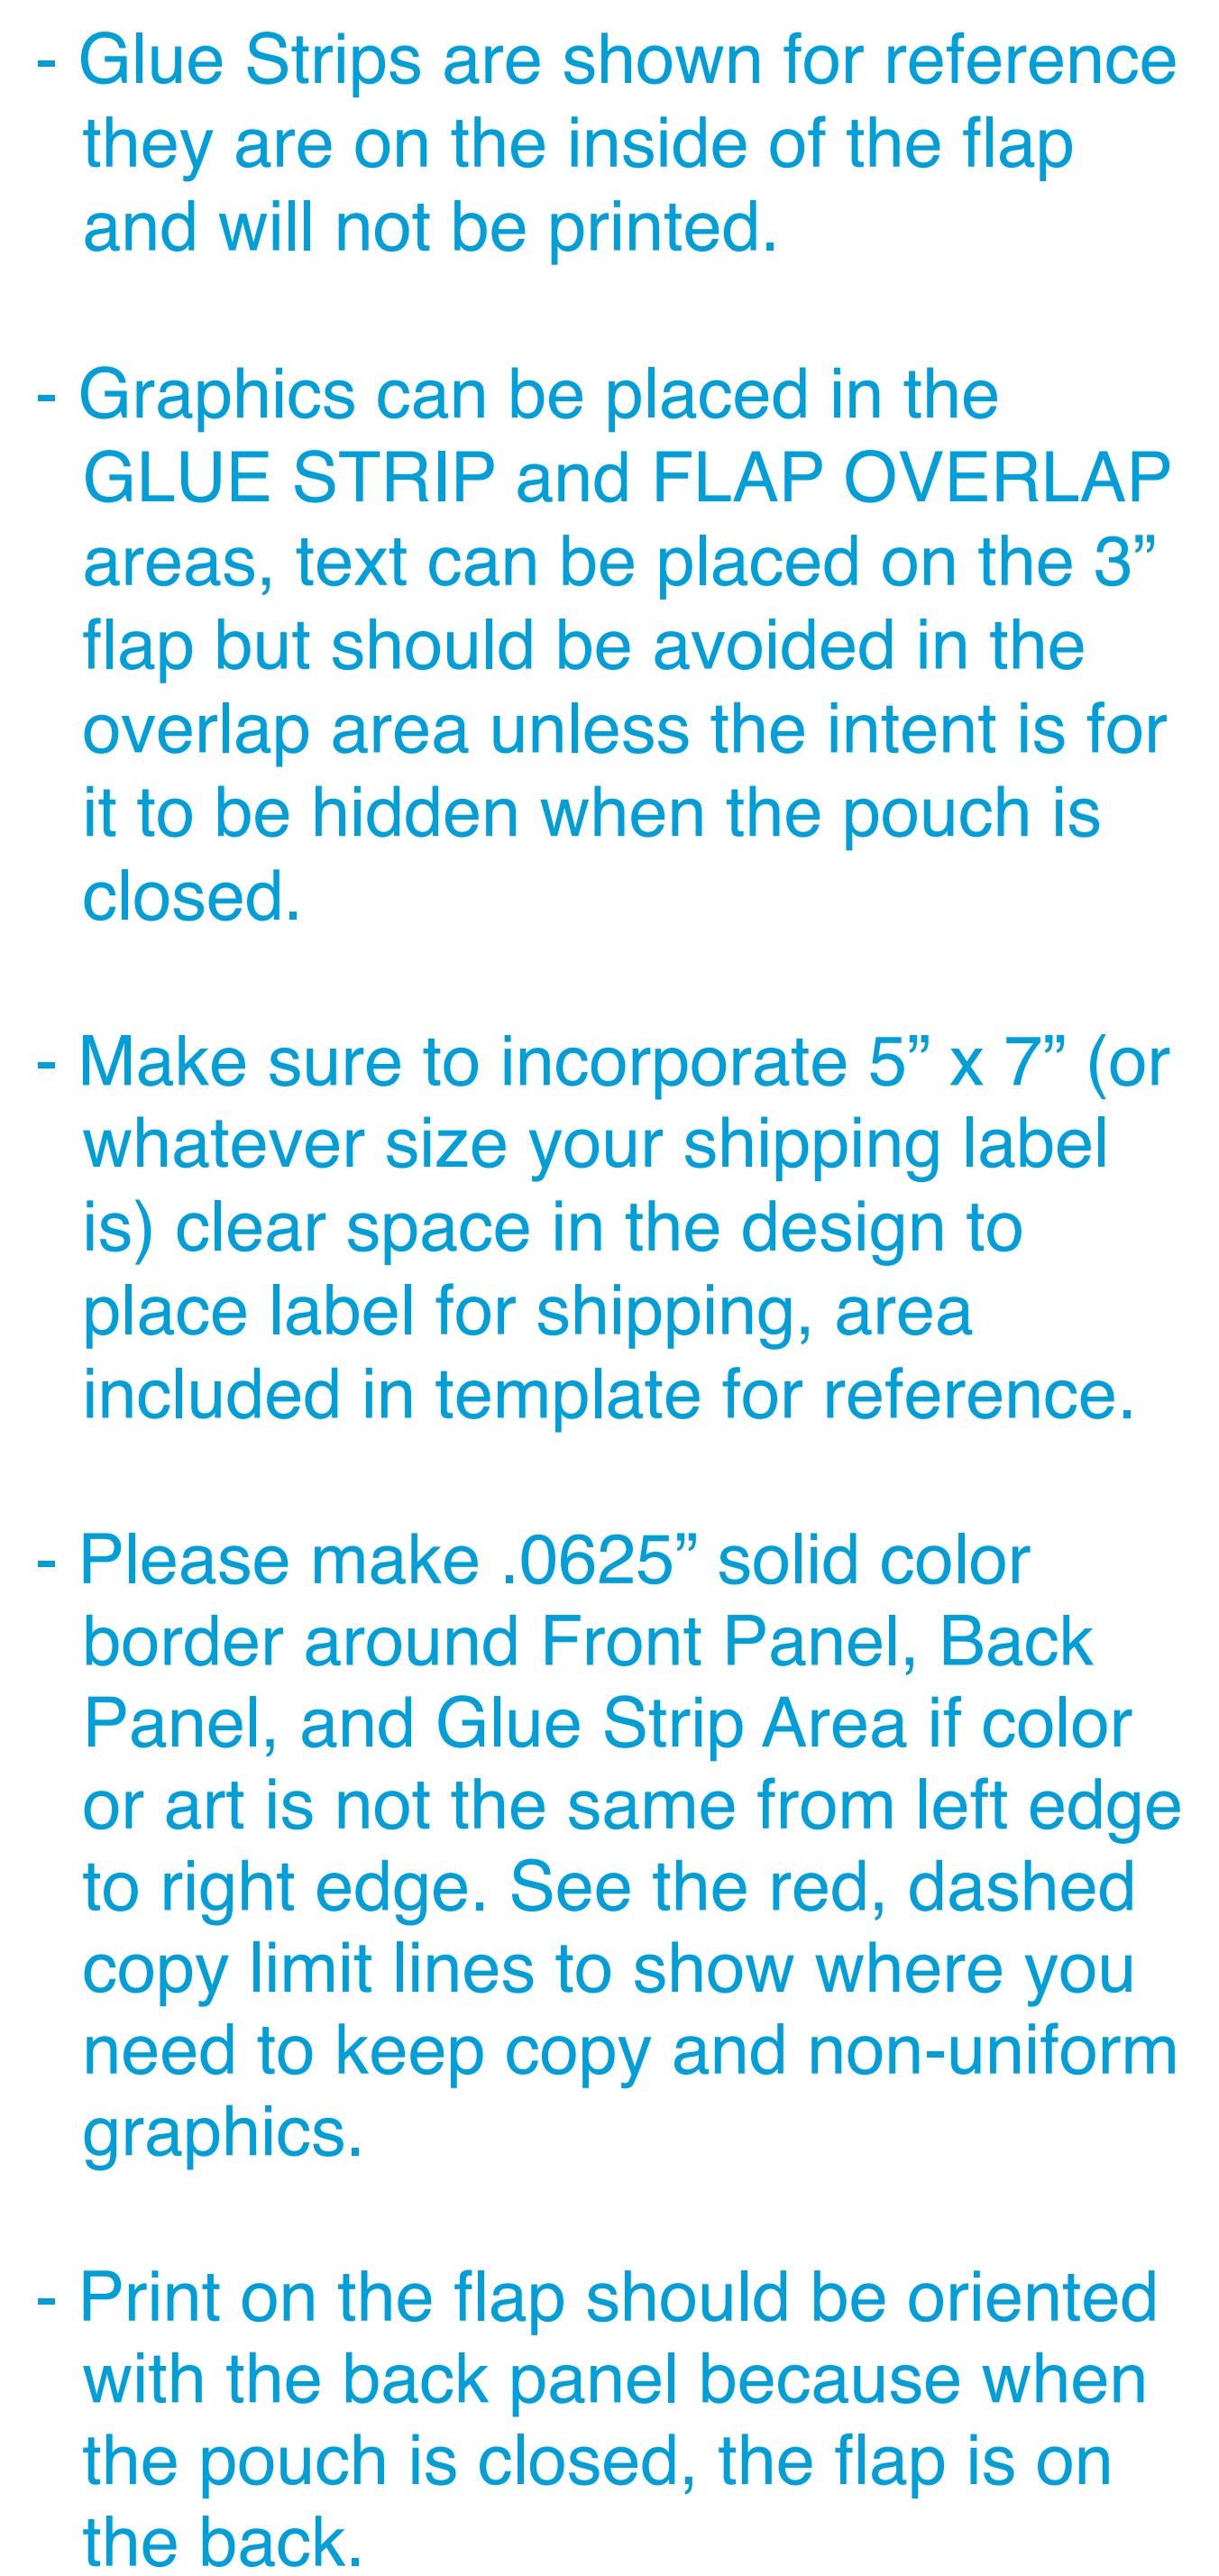 - Glue Strips are shown for reference
they are on the inside of the flap
and will not be printed.
- Graphics can be placed in the
GLUE STRIP and FLAP OVERLAP
areas, text can be placed on the 3”
flap but should be avoided in the
overlap area unless the intent is for
it to be hidden when the pouch is
closed.
- Make sure to incorporate 5” x 7” (or
whatever size your shipping label
is) clear space in the design to
place label for shipping, area
included in template for reference.
- Please make .0625” solid color
border around Front Panel, Back
Panel, and Glue Strip Area if color
or art is not the same from left edge
to right edge. See the red, dashed
copy limit lines to show where you
need to keep copy and non-uniform
graphics.
- Print on the flap should be oriented
with the back panel because when
the pouch is closed, the flap is on
the back.